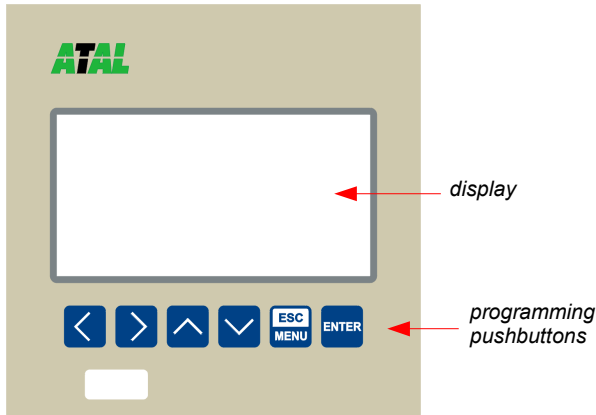 ATAL
display
ESC
MENU
ENTER
programming
pushbuttons